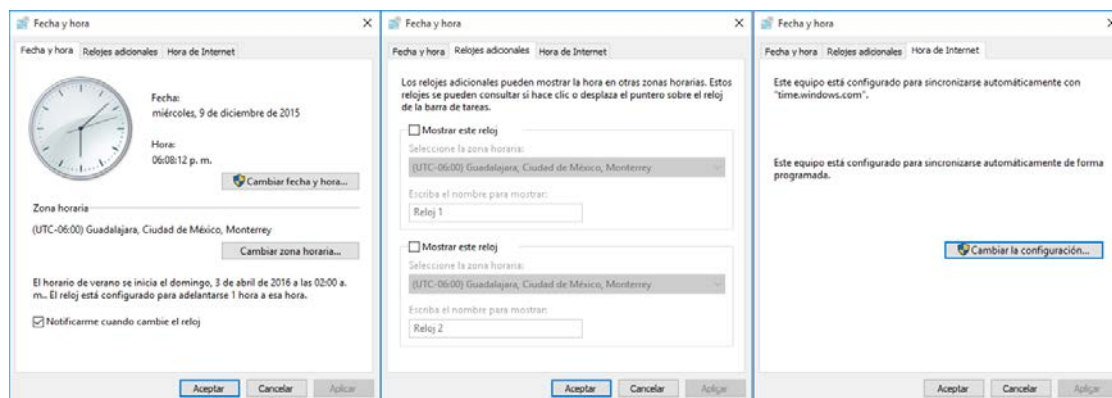 Fecha y hora
Fecha y hora Relojes adicionales Hora de Internet
Fecha:
miércoles, 9 de diciembre de 2015
Hora:
06:08:12 p. m.
Cambiar fecha y hora...
Zona horaria
(UTC-06:00) Guadalajara, Ciudad de México, Monterrey
Cambiar zona horaria...
El horario de verano se inicia el domingo, 3 de abril de 2016 a las 02:00 a.
m.. El reloj está configurado para adelantarse 1 hora a esa hora.
Notificarme cuando cambie el reloj
Aceptar Cancelar Aplicar
Fecha y hora
Fecha y hora Relojes adicionales Hora de Internet
Los relojes adicionales pueden mostrar la hora en otras zonas horarias. Estos
relojes se pueden consultar si hace clic o desplaza el puntero sobre el reloj
de la barra de tareas.
Mostrar este reloj
Seleccione la zona horaria:
(UTC-06:00) Guadalajara, Ciudad de México, Monterrey
Escriba el nombre para mostrar:
Reloj 1
Mostrar este reloj
Seleccione la zona horaria:
(UTC-06:00) Guadalajara, Ciudad de México, Monterrey
Escriba el nombre para mostrar:
Reloj 2
Aceptar Cancelar Aplicar
Fecha y hora
Fecha y hora Relojes adicionales Hora de Internet
Este equipo está configurado para sincronizarse automáticamente con
"time.windows.com".
Este equipo está configurado para sincronizarse automáticamente de forma
programada.
Cambiar la configuración...
Aceptar Cancelar Aplicar